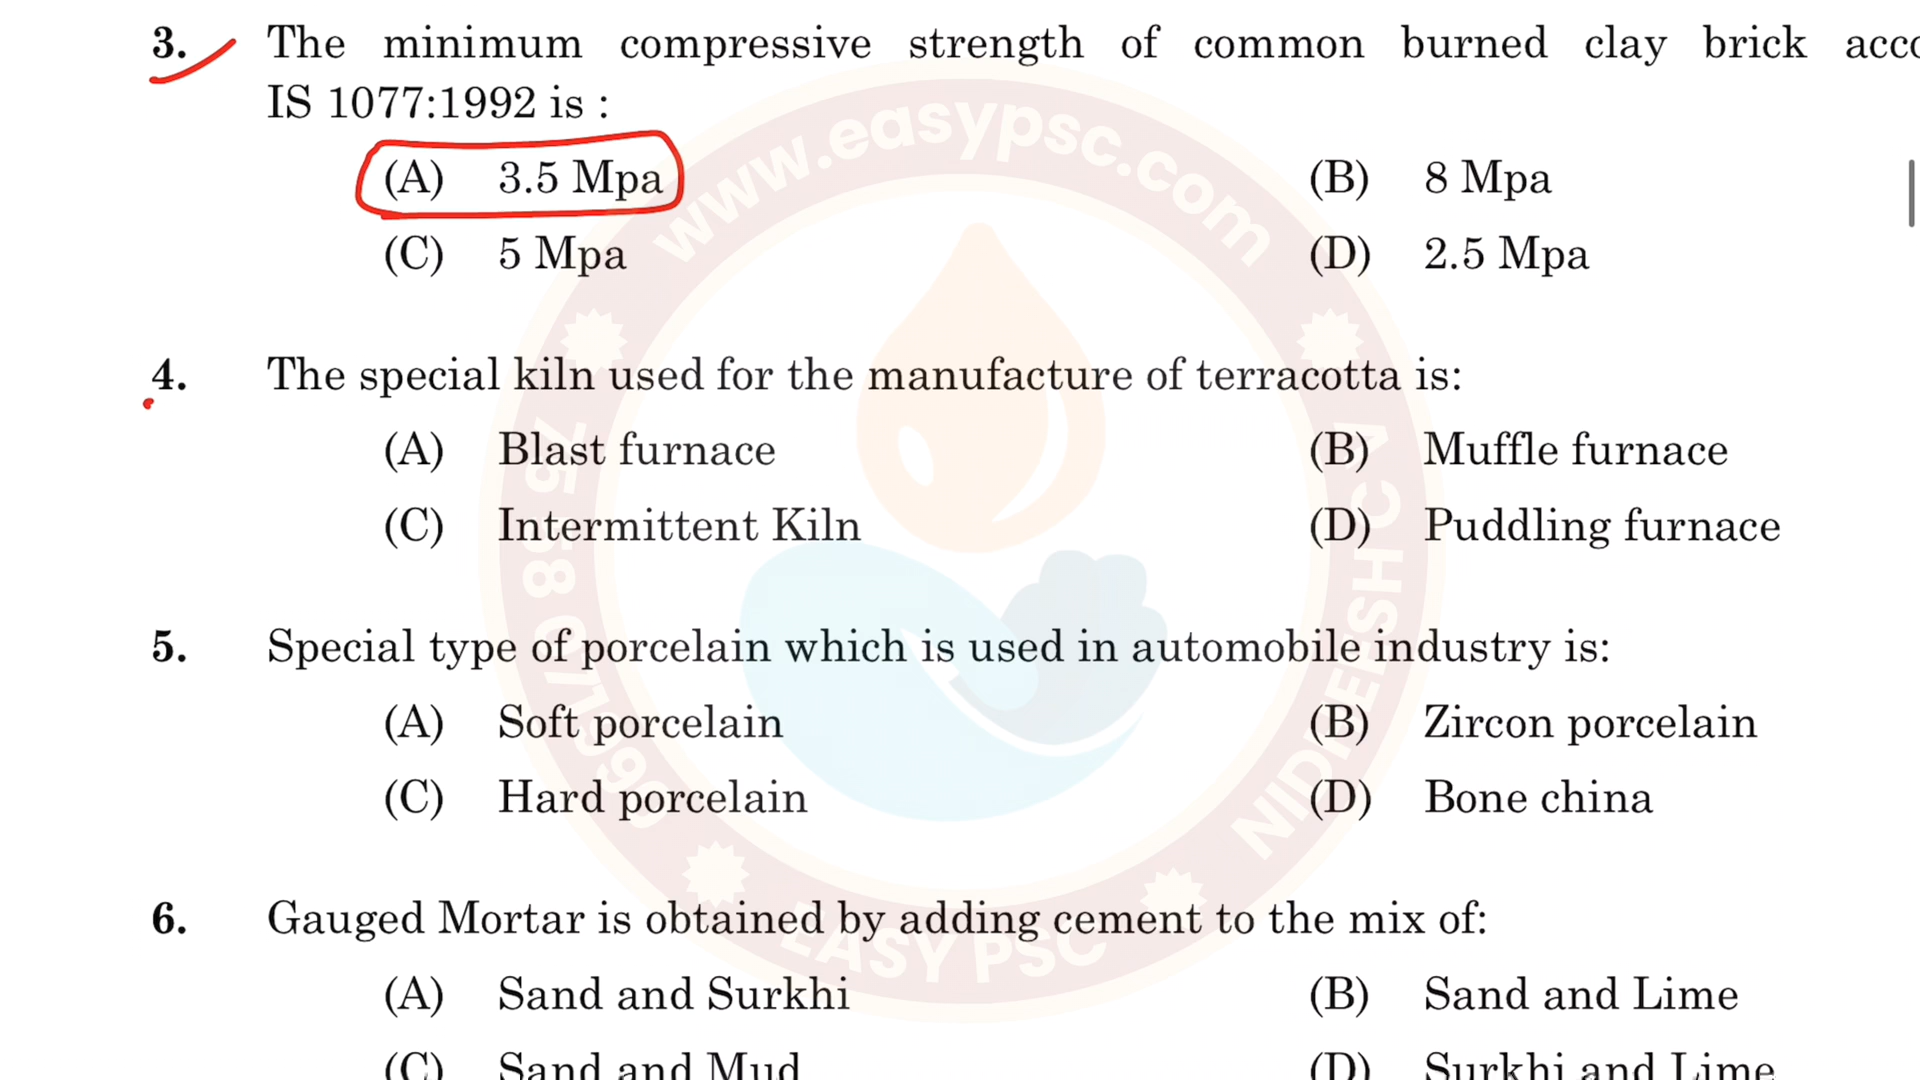 3. The minimum compressive strength of common burned clay brick acco
IS 1077:1992 is :
(A) 3.5 Mpa (B) 8 Mpa
(C) 5 Mpa (D) 2.5 Mpa
4. The special kiln used for the manufacture of terracotta is:
(A) Blast furnace (B) Muffle furnace
(C) Intermittent Kiln (D) Puddling furnace
5. Special type of porcelain which is used in automobile industry is:
(A) Soft porcelain (B) Zircon porcelain
(C) Hard porcelain (D) Bone china
6. Gauged Mortar is obtained by adding cement to the mix of:
(A) Sand and Surkhi (B) Sand and Lime
(C) Sand and Mud (D) Surkhi and Lime
www.easypsc.com
NIDHEESH C A
EASY PSC